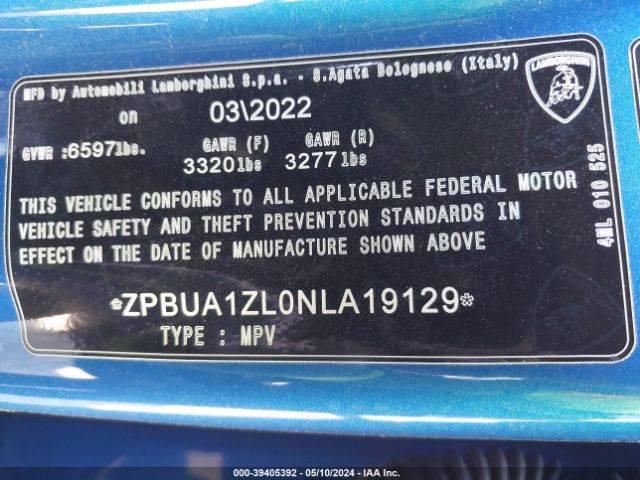 MFD by Automobili Lamborghini S.p.a. - S.Agata Bolognese (Italy)
LAMBORGHINI
on 03\2022
GVWR :6597lbs. GAWR (F) 3320lbs GAWR (R) 3277lbs
THIS VEHICLE CONFORMS TO ALL APPLICABLE FEDERAL MOTOR
VEHICLE SAFETY AND THEFT PREVENTION STANDARDS IN
EFFECT ON THE DATE OF MANUFACTURE SHOWN ABOVE
4ML 010 525
*ZPBUA1ZL0NLA19129*
TYPE : MPV
000-39405392 - 05/10/2024 - IAA Inc.